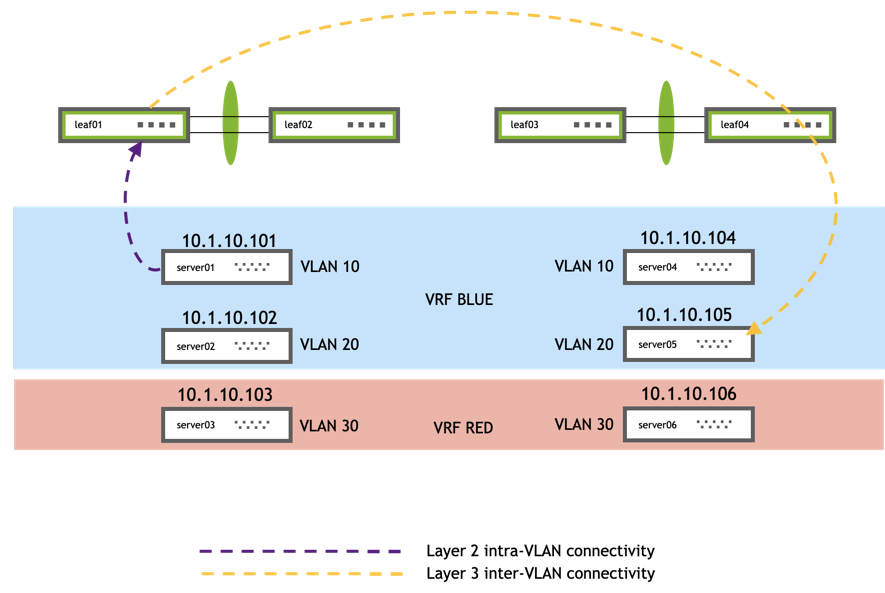 leaf01
leaf02
leaf03
leaf04
10.1.10.101
server01
VLAN 10
10.1.10.104
VLAN 10
server04
VRF BLUE
10.1.10.102
server02
VLAN 20
10.1.10.105
VLAN 20
server05
10.1.10.103
server03
VLAN 30
VRF RED
10.1.10.106
VLAN 30
server06
Layer 2 intra-VLAN connectivity
Layer 3 inter-VLAN connectivity